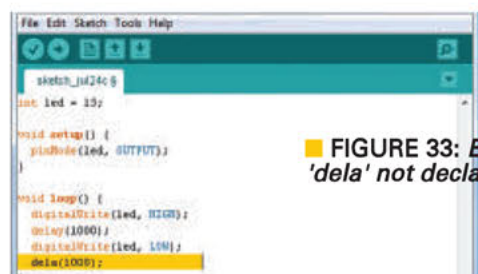 File Edit Sketch Tools Help
sketch_jul24c §
int led = 13;
void setup() {
pinMode(led, OUTPUT);
}
void loop() {
digitalWrite(led, HIGH);
delay(1000);
digitalWrite(led, LOW);
dela(1000);
FIGURE 33:
'dela' not